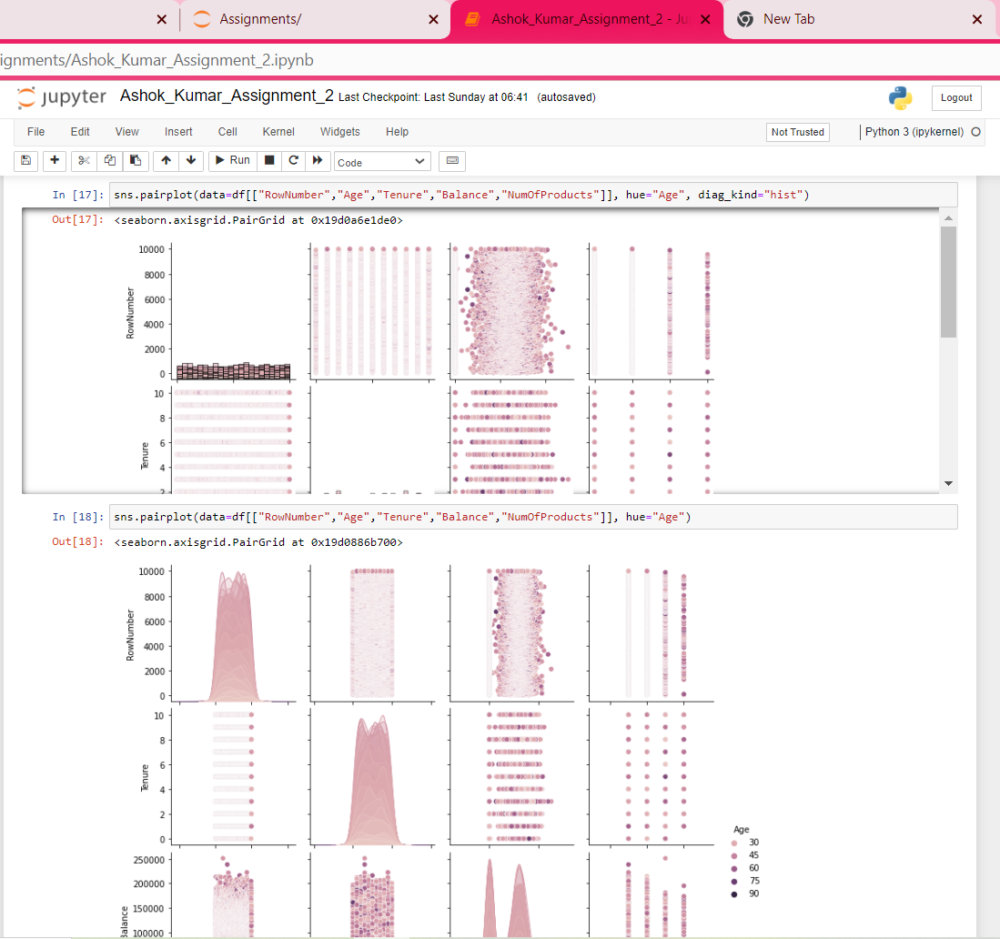 Assignments/
Ashok_Kumar_Assignment_2 - Ju
New Tab
ignments/Ashok_Kumar_Assignment_2.ipynb
jupyter Ashok_Kumar_Assignment_2 Last Checkpoint: Last Sunday at 06:41 (autosaved)
Logout
File Edit View Insert Cell Kernel Widgets Help
Not Trusted
Python 3 (ipykernel)
Run
Code
In [17]: sns.pairplot(data=df[["RowNumber","Age","Tenure","Balance","NumOfProducts"]], hue="Age", diag_kind="hist")
Out[17]: <seaborn.axisgrid.PairGrid at 0x19d0a6e1de0>
10000
8000
6000
4000
2000
0
RowNumber
10
8
6
4
2
Tenure
In [18]: sns.pairplot(data=df[["RowNumber","Age","Tenure","Balance","NumOfProducts"]], hue="Age")
Out[18]: <seaborn.axisgrid.PairGrid at 0x19d0886b700>
10000
8000
6000
4000
2000
0
RowNumber
10
8
6
4
2
0
Tenure
250000
200000
150000
100000
Balance
Age
30
45
60
75
90